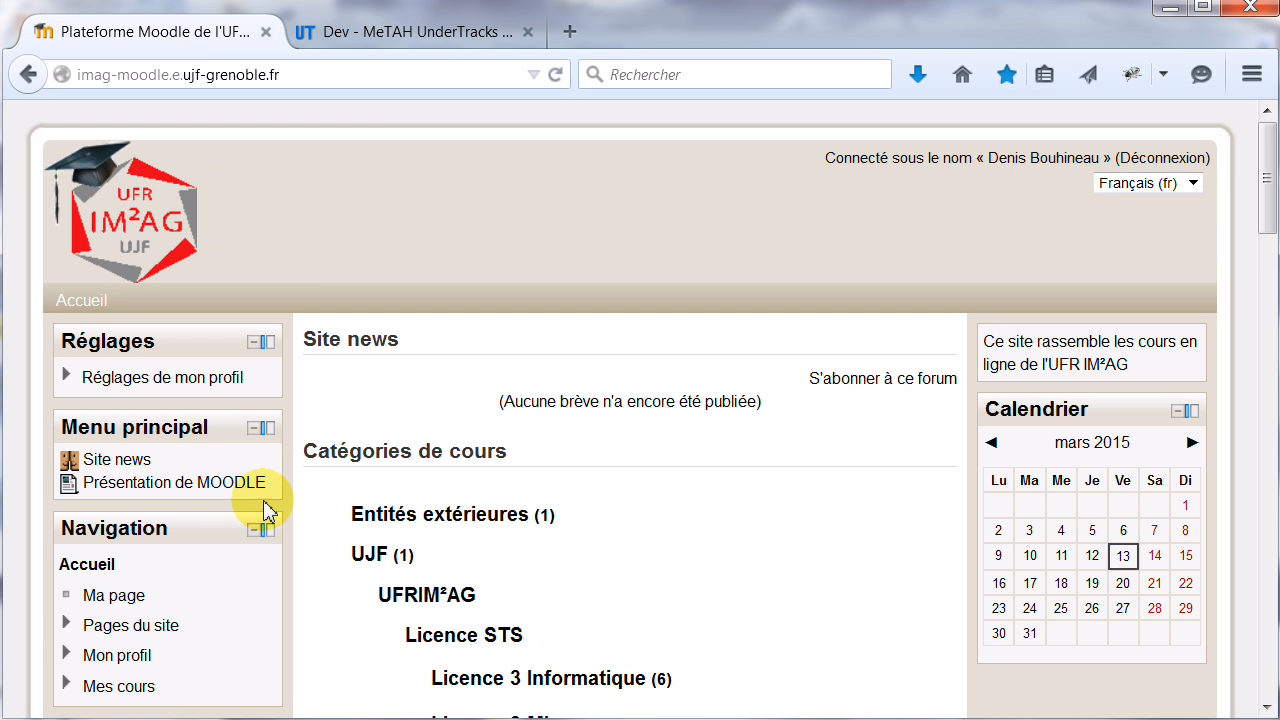 Plateforme Moodle de l'UF...
UT Dev - MeTAH UnderTracks ...
imag-moodle.e.ujf-grenoble.fr
Rechercher
UFR
IM²AG
UJF
Connecté sous le nom « Denis Bouhineau » (Déconnexion)
Français (fr)
Accueil
Réglages
Réglages de mon profil
Menu principal
Site news
Présentation de MOODLE
Navigation
Accueil
Ma page
Pages du site
Mon profil
Mes cours
Site news
S'abonner à ce forum
(Aucune brève n'a encore été publiée)
Catégories de cours
Entités extérieures (1)
UJF (1)
UFRIM²AG
Licence STS
Licence 3 Informatique (6)
Ce site rassemble les cours en
ligne de l'UFR IM²AG
Calendrier
mars 2015
Lu Ma Me Je Ve Sa Di
1
2 3 4 5 6 7 8
9 10 11 12 13 14 15
16 17 18 19 20 21 22
23 24 25 26 27 28 29
30 31